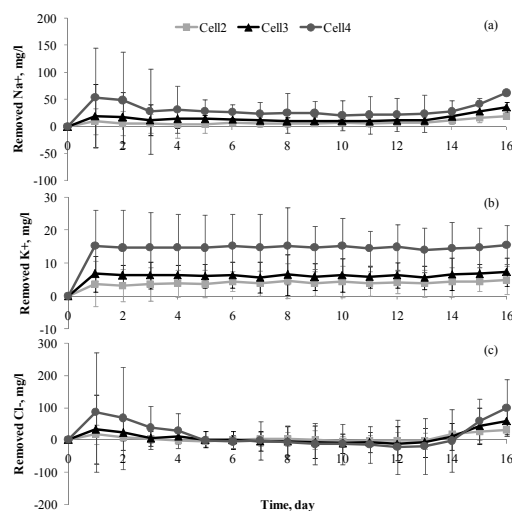 200
(a)
Cell2 Cell3 Cell4
150
100
50
0
-50
-100
Removed Na+, mg/l
0 2 4 6 8 10 12 14 16
(b)
30
20
10
0
-10
Removed K+, mg/l
0 2 4 6 8 10 12 14 16
(c)
300
200
100
0
-100
-200
Removed Cl-, mg/l
0 2 4 6 8 10 12 14 16
Time, day